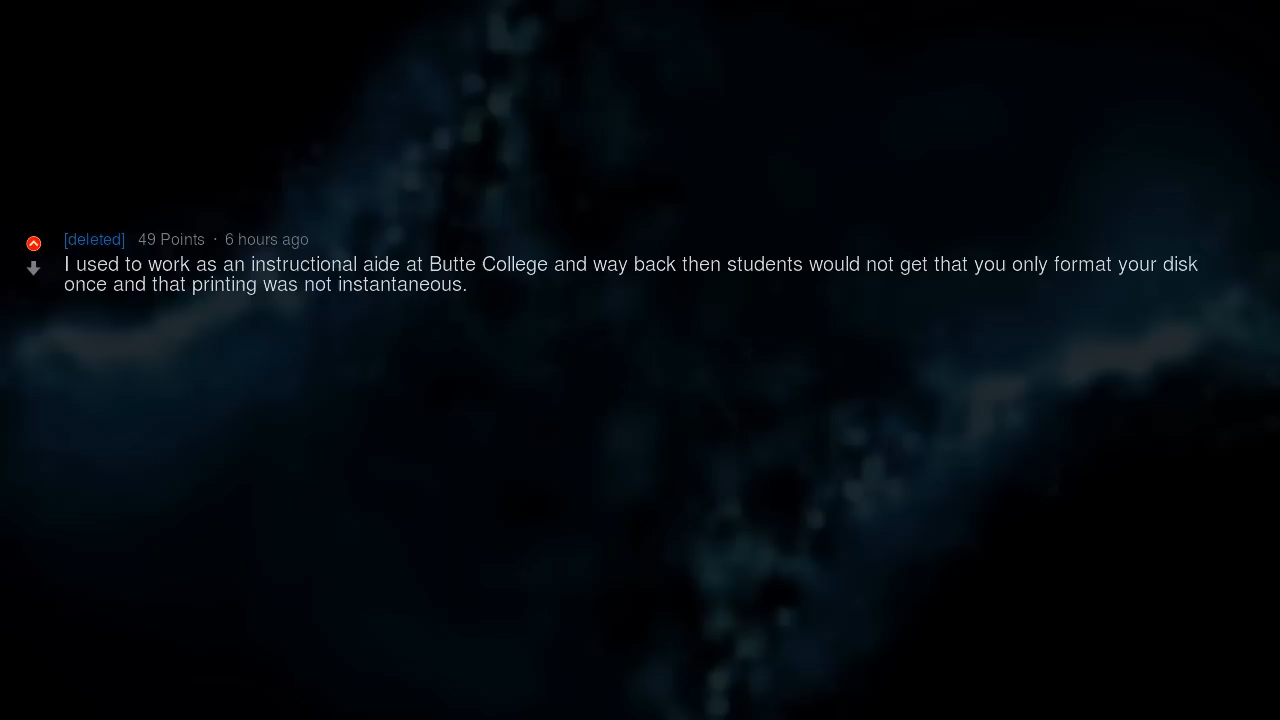 [deleted] 49 Points · 6 hours ago
I used to work as an instructional aide at Butte College and way back then students would not get that you only format your disk
once and that printing was not instantaneous.